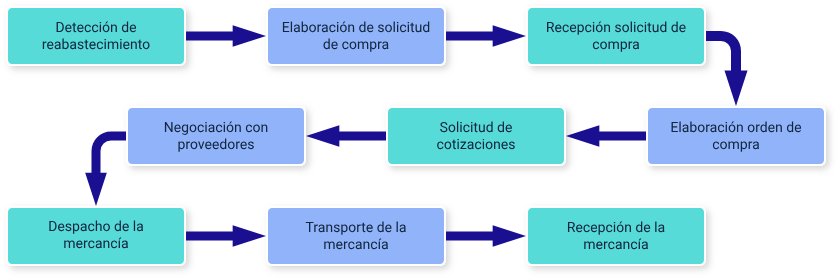 Detección de
reabastecimiento
Elaboración de solicitud
de compra
Recepción solicitud de
compra
Elaboración orden de
compra
Solicitud de
cotizaciones
Negociación con
proveedores
Despacho de la
mercancía
Transporte de la
mercancía
Recepción de la
mercancía